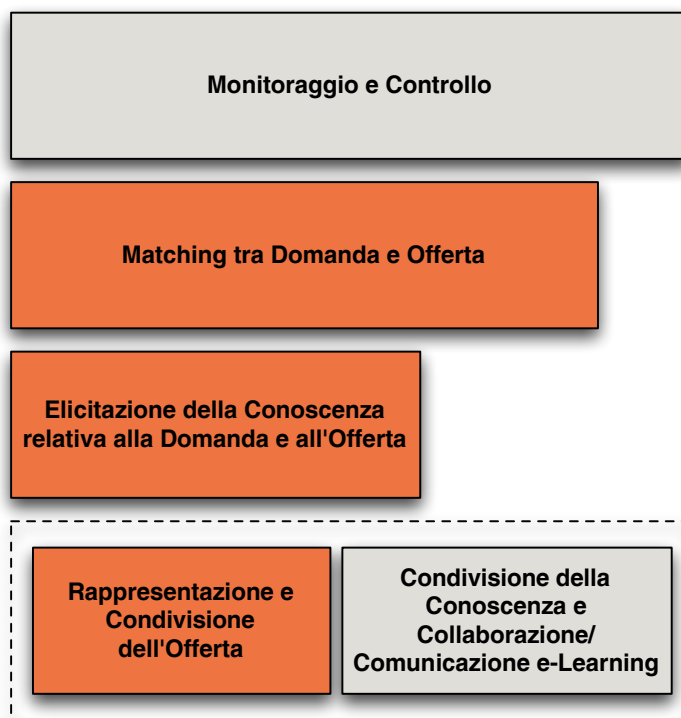 Monitoraggio e Controllo
Matching tra Domanda e Offerta
Elicitazione della Conoscenza
relativa alla Domanda e all'Offerta
Rappresentazione e
Condivisione
dell'Offerta
Condivisione della
Conoscenza e
Collaborazione/
Comunicazione e-Learning